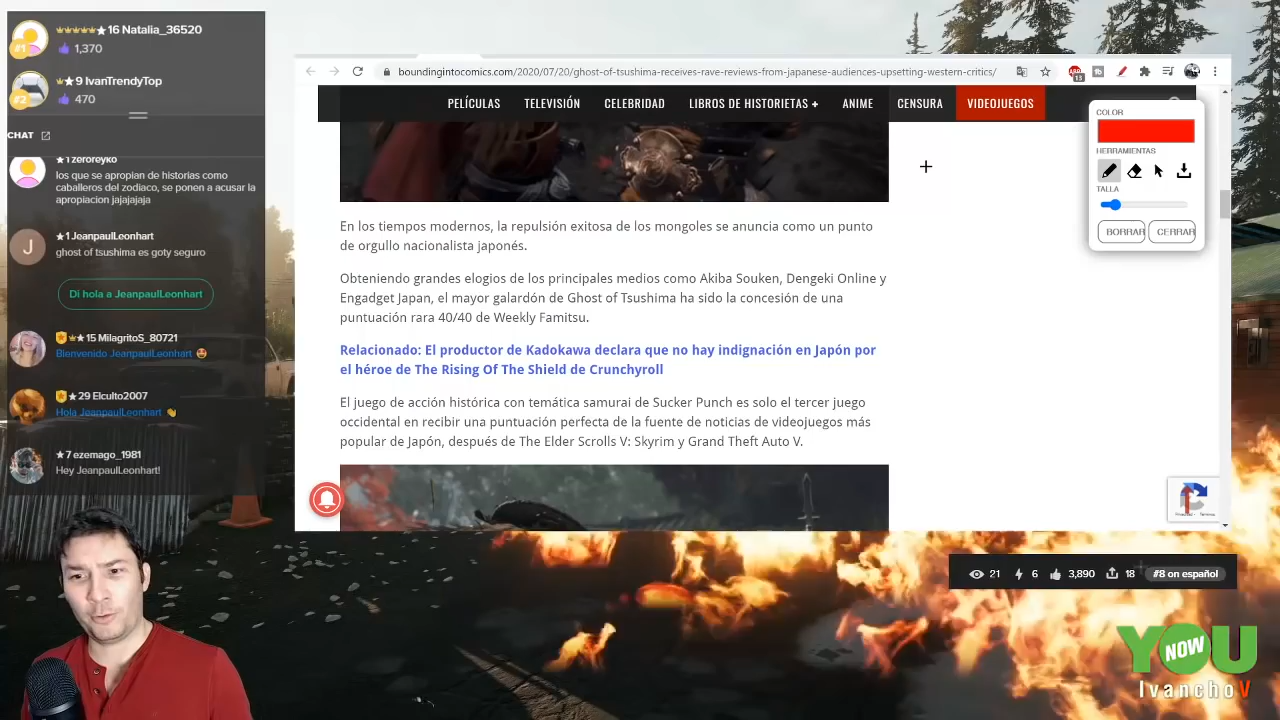 #1
16 Natalia_36520
1,370
#2
9 IvanTrendyTop
470
CHAT
1 zeroreyko
los que se apropian de historias como
caballeros del zodiaco, se ponen a acusar la
apropiacion jajajajaja
J
1 JeanpaulLeonhart
ghost of tsushima es goty seguro
Di hola a JeanpaulLeonhart
15 MilagritoS_80721
Bienvenido JeanpaulLeonhart
29 Elculto2007
Hola JeanpaulLeonhart
7 ezemago_1981
Hey JeanpaulLeonhart!
boundingintocomics.com/2020/07/20/ghost-of-tsushima-receives-rave-reviews-from-japanese-audiences-upsetting-western-critics/
13
PELÍCULAS TELEVISIÓN CELEBRIDAD LIBROS DE HISTORIETAS + ANIME CENSURA VIDEOJUEGOS
COLOR
HERRAMIENTAS
TALLA
BORRAR CERRAR
En los tiempos modernos, la repulsión exitosa de los mongoles se anuncia como un punto
de orgullo nacionalista japonés.
Obteniendo grandes elogios de los principales medios como Akiba Souken, Dengeki Online y
Engadget Japan, el mayor galardón de Ghost of Tsushima ha sido la concesión de una
puntuación rara 40/40 de Weekly Famitsu.
Relacionado: El productor de Kadokawa declara que no hay indignación en Japón por
el héroe de The Rising Of The Shield de Crunchyroll
El juego de acción histórica con temática samurai de Sucker Punch es solo el tercer juego
occidental en recibir una puntuación perfecta de la fuente de noticias de videojuegos más
popular de Japón, después de The Elder Scrolls V: Skyrim y Grand Theft Auto V.
21 6 3,890 18 #8 on español
YOU
NOW
IvanchoV